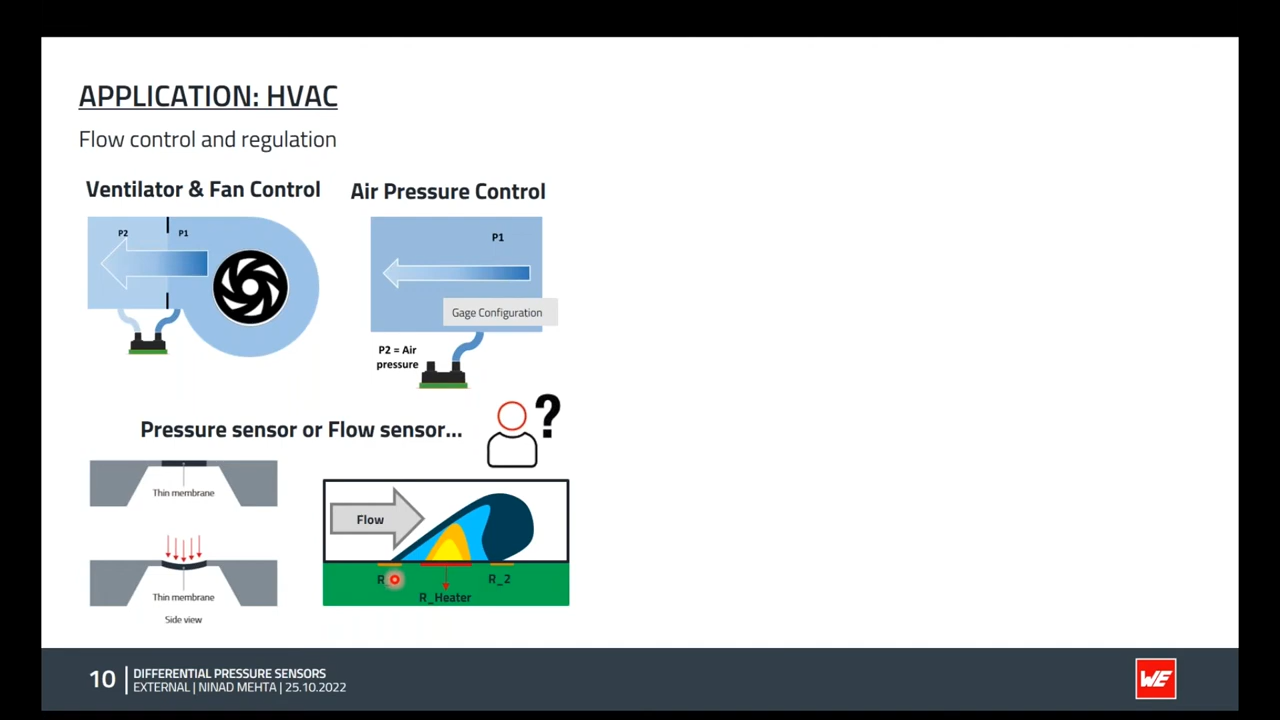 APPLICATION: HVAC
Flow control and regulation
Ventilator & Fan Control
P2
P1
Air Pressure Control
P1
Gage Configuration
P2 = Air
pressure
Pressure sensor or Flow sensor...
?
Thin membrane
Thin membrane
Side view
Flow
R
R_2
R_Heater
10
DIFFERENTIAL PRESSURE SENSORS
EXTERNAL | NINAD MEHTA | 25.10.2022
WE